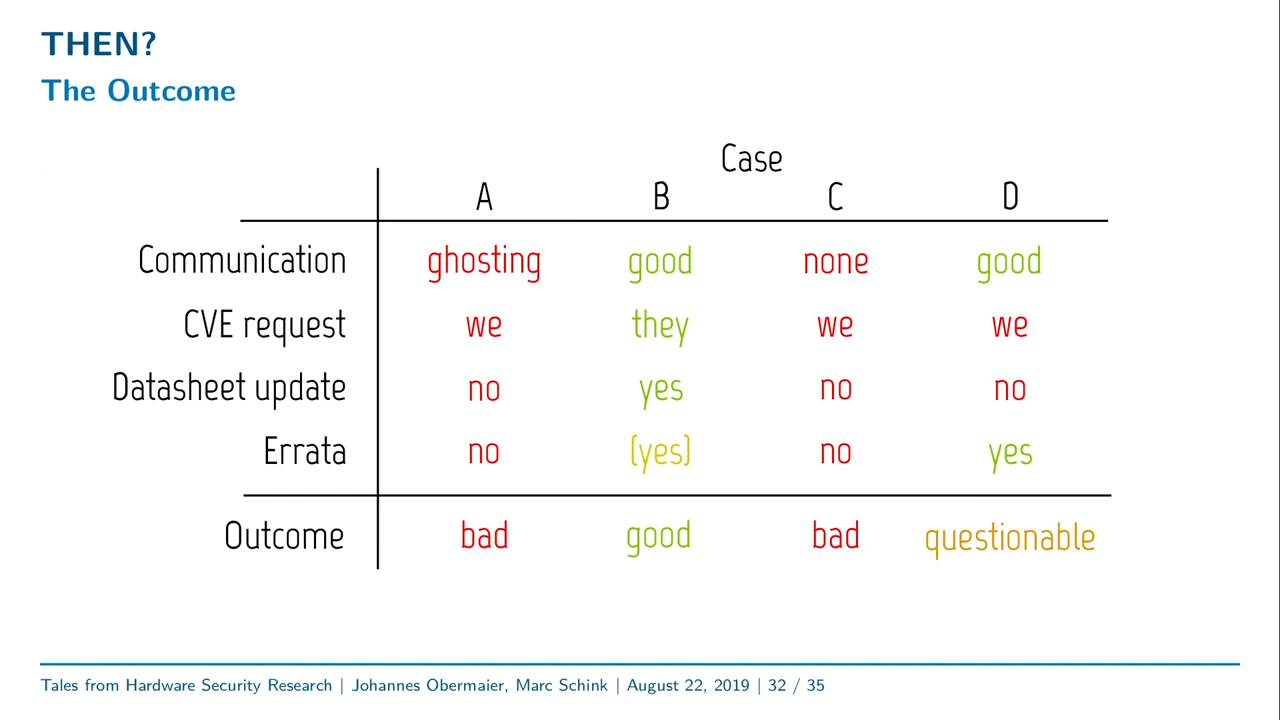 THEN?
The Outcome
Case
A B C D
Communication ghosting good none good
CVE request we they we we
Datasheet update no yes no no
Errata no (yes) no yes
Outcome bad good bad questionable
Tales from Hardware Security Research | Johannes Obermaier, Marc Schink | August 22, 2019 | 32 / 35